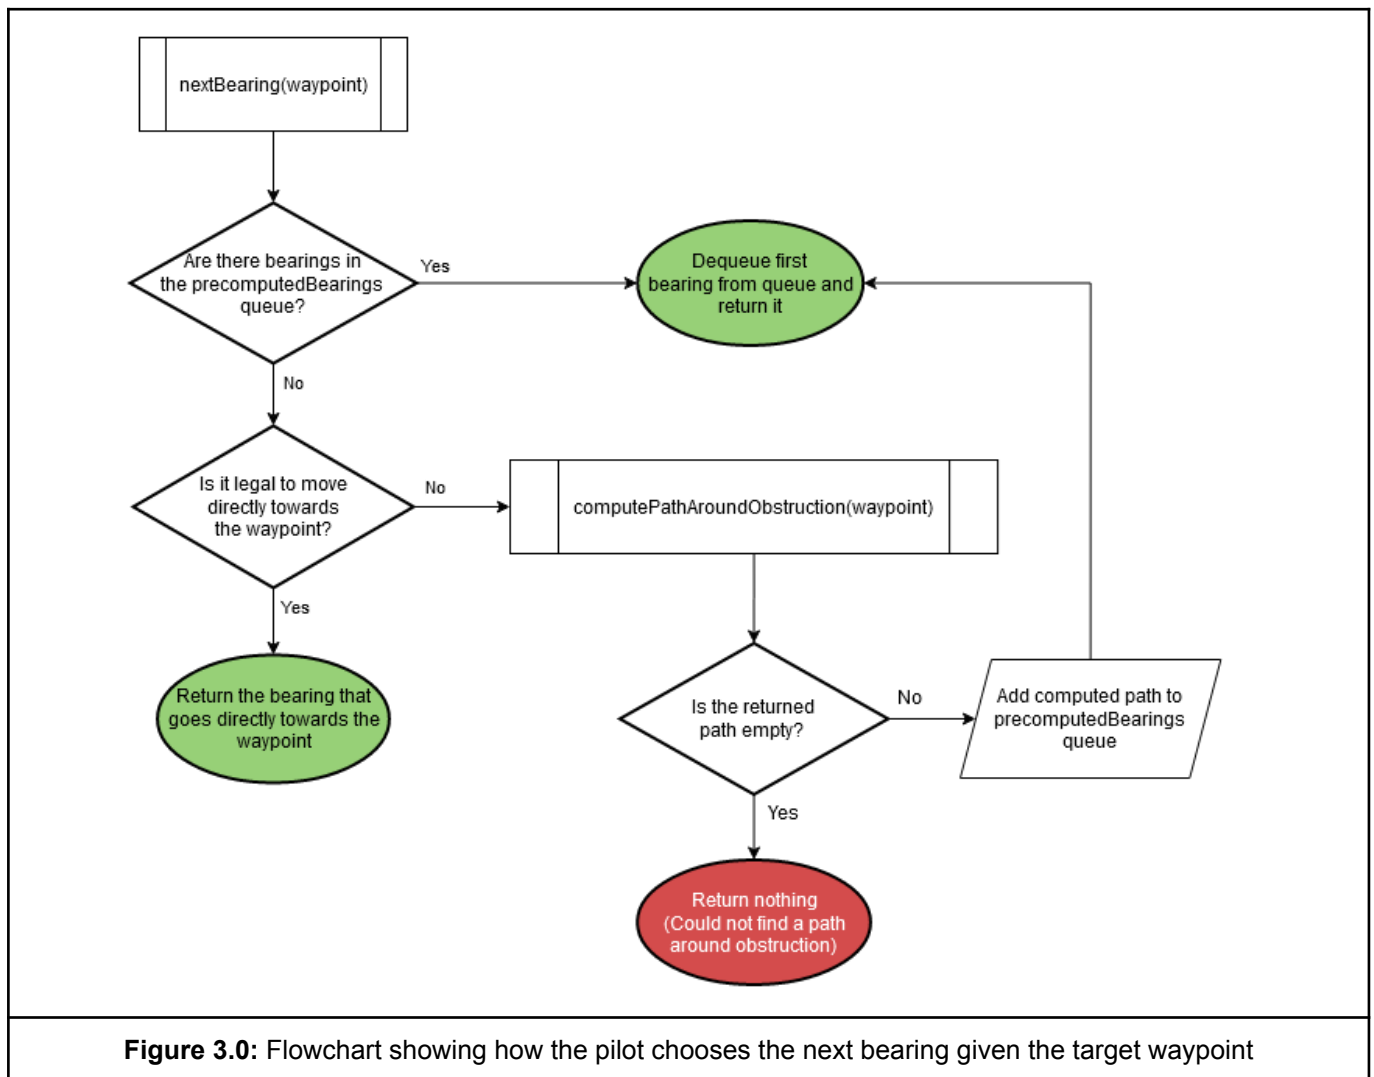 nextBearing(waypoint)
Are there bearings in
the precomputedBearings
queue?
Yes
Dequeue first
bearing from queue and
return it
No
Is it legal to move
directly towards
the waypoint?
No
computePathAroundObstruction(waypoint)
Yes
Return the bearing that
goes directly towards the
waypoint
Is the returned
path empty?
No
Add computed path to
precomputedBearings
queue
Yes
Return nothing
(Could not find a path
around obstruction)
Figure 3.0: Flowchart showing how the pilot chooses the next bearing given the target waypoint